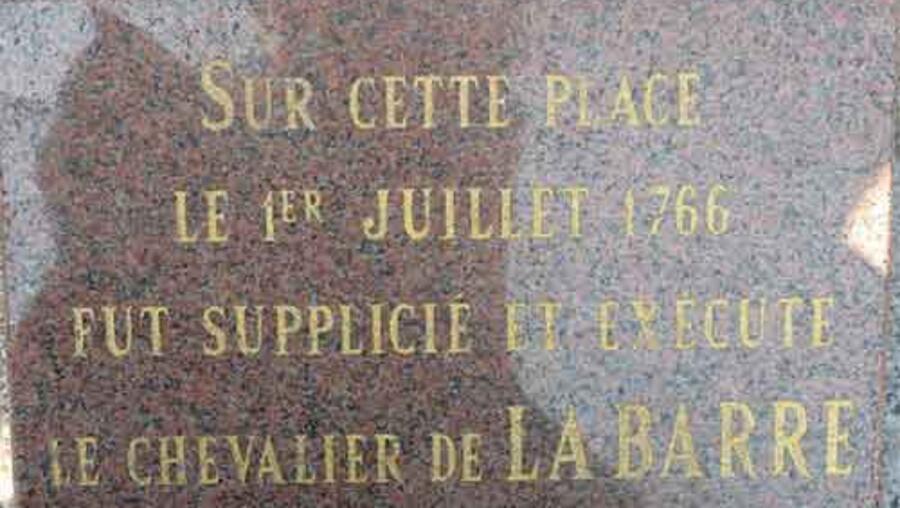 SUR CETTE PLACE
LE 1ER JUILLET 1766
FUT SUPPLICIÉ ET EXÉCUTÉ
LE CHEVALIER DE LA BARRE